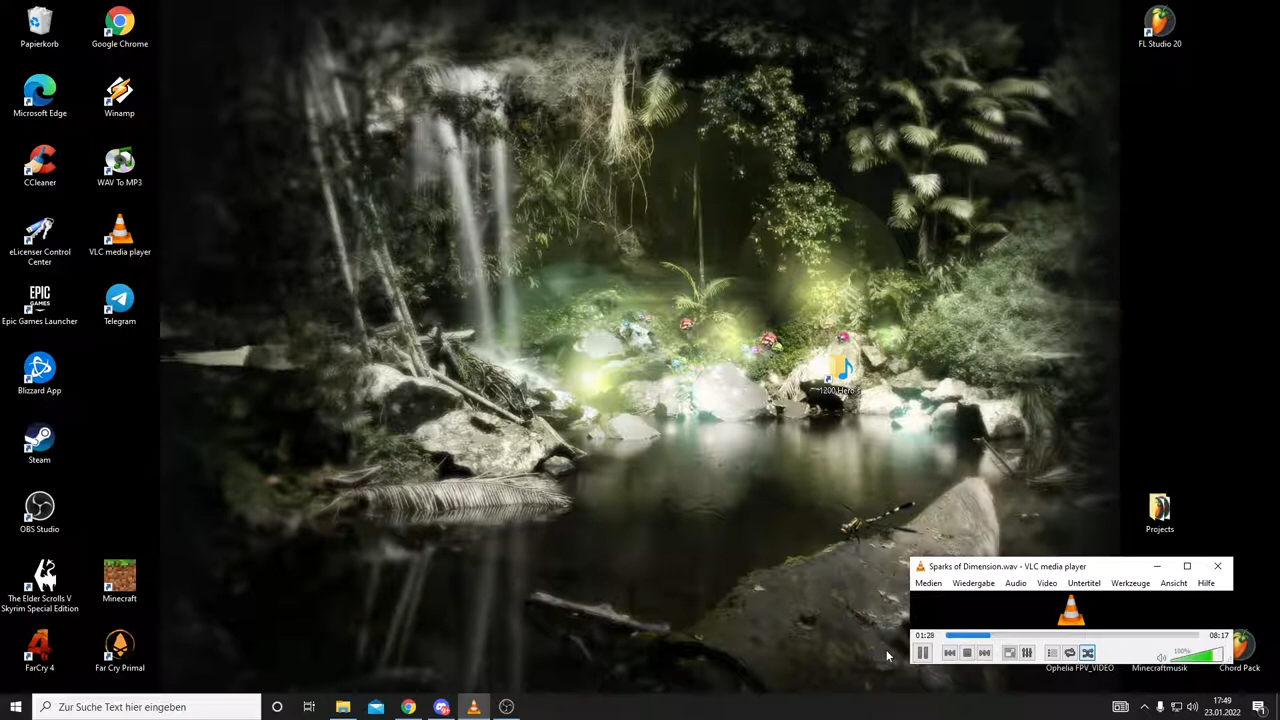 Papierkorb
Google Chrome
FL Studio 20
Microsoft Edge
Winamp
CCleaner
WAV To MP3
eLicenser Control
Center
VLC media player
EPIC
GAMES
Epic Games Launcher
Telegram
Blizzard App
1200 Hero
Steam
OBS Studio
Projects
The Elder Scrolls V
Skyrim Special Edition
Minecraft
4
FarCry 4
Far Cry Primal
Sparks of Dimension.wav - VLC media player
Medien Wiedergabe Audio Video Untertitel Werkzeuge Ansicht Hilfe
01:28 08:17
100%
Ophelia FPV_VIDEO
Minecraftmusik
Chord Pack
Zur Suche Text hier eingeben
17:49
23.01.2022
1